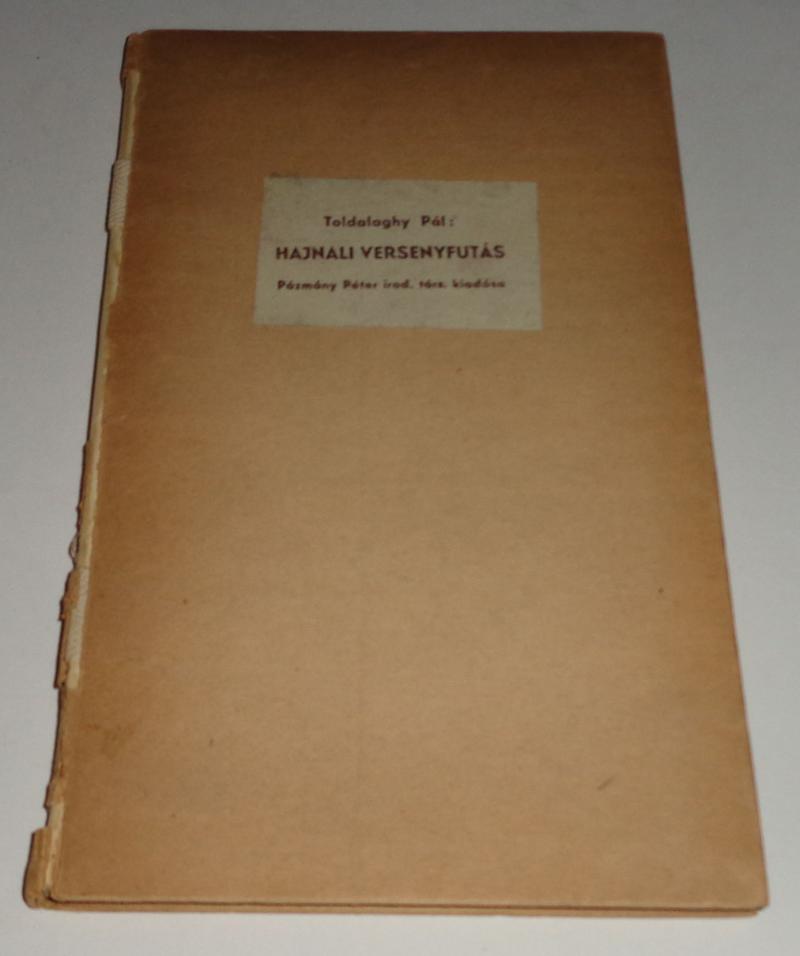 Toldalaghy Pál:
HAJNALI VERSENYFUTÁS
Pázmány Péter irod. társ. kiadása